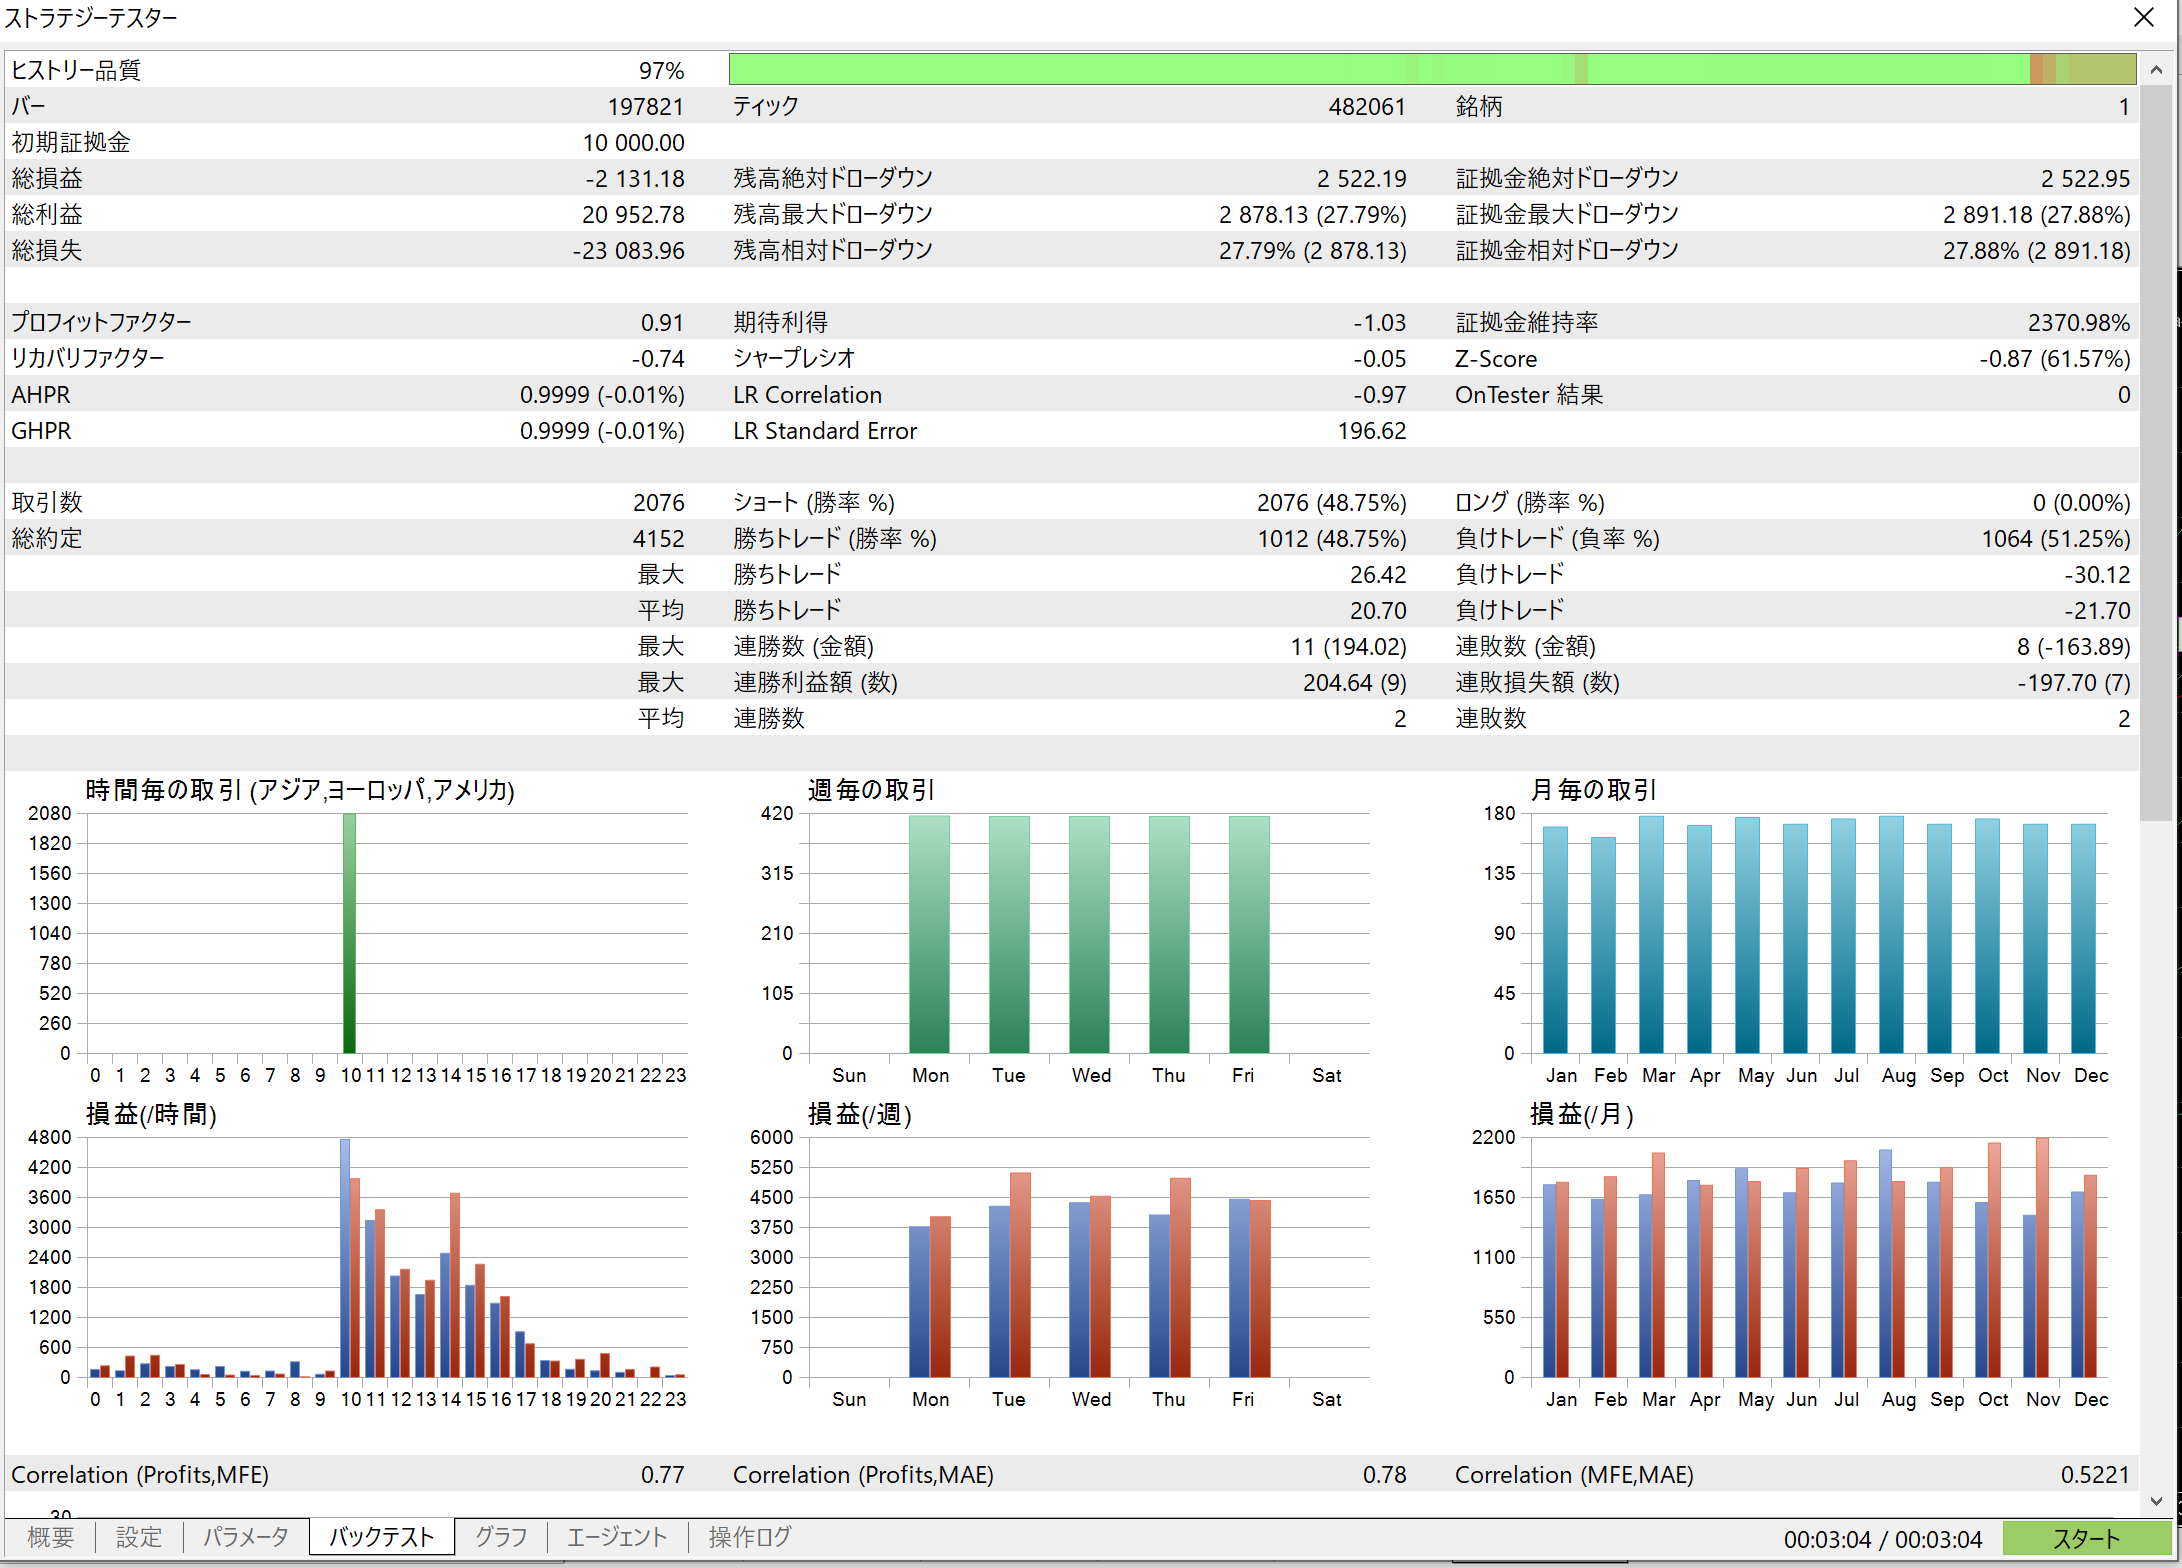 ストラテジーテスター
ヒストリー品質 97%
バー 197821 ティック 482061 銘柄 1
初期証拠金 10 000.00
総損益 -2 131.18 残高絶対ドローダウン 2 522.19 証拠金絶対ドローダウン 2 522.95
総利益 20 952.78 残高最大ドローダウン 2 878.13 (27.79%) 証拠金最大ドローダウン 2 891.18 (27.88%)
総損失 -23 083.96 残高相対ドローダウン 27.79% (2 878.13) 証拠金相対ドローダウン 27.88% (2 891.18)
プロフィットファクター 0.91 期待利得 -1.03 証拠金維持率 2370.98%
リカバリファクター -0.74 シャープレシオ -0.05 Z-Score -0.87 (61.57%)
AHPR 0.9999 (-0.01%) LR Correlation -0.97 OnTester 結果 0
GHPR 0.9999 (-0.01%) LR Standard Error 196.62
取引数 2076 ショート (勝率 %) 2076 (48.75%) ロング (勝率 %) 0 (0.00%)
総約定 4152 勝ちトレード (勝率 %) 1012 (48.75%) 負けトレード (負率 %) 1064 (51.25%)
最大 勝ちトレード 26.42 負けトレード -30.12
平均 勝ちトレード 20.70 負けトレード -21.70
最大 連勝数 (金額) 11 (194.02) 連敗数 (金額) 8 (-163.89)
最大 連勝利益額 (数) 204.64 (9) 連敗損失額 (数) -197.70 (7)
平均 連勝数 2 連敗数 2
時間毎の取引 (アジア,ヨーロッパ,アメリカ)
2080
1820
1560
1300
1040
780
520
260
0
0 1 2 3 4 5 6 7 8 9 10 11 12 13 14 15 16 17 18 19 20 21 22 23
週毎の取引
420
315
210
105
0
Sun Mon Tue Wed Thu Fri Sat
月毎の取引
180
135
90
45
0
Jan Feb Mar Apr May Jun Jul Aug Sep Oct Nov Dec
損益(/時間)
4800
4200
3600
3000
2400
1800
1200
600
0
0 1 2 3 4 5 6 7 8 9 10 11 12 13 14 15 16 17 18 19 20 21 22 23
損益(/週)
6000
5250
4500
3750
3000
2250
1500
750
0
Sun Mon Tue Wed Thu Fri Sat
損益(/月)
2200
1650
1100
550
0
Jan Feb Mar Apr May Jun Jul Aug Sep Oct Nov Dec
Correlation (Profits,MFE) 0.77 Correlation (Profits,MAE) 0.78 Correlation (MFE,MAE) 0.5221
30
概要 設定 パラメータ バックテスト グラフ エージェント 操作ログ 00:03:04 / 00:03:04 スタート